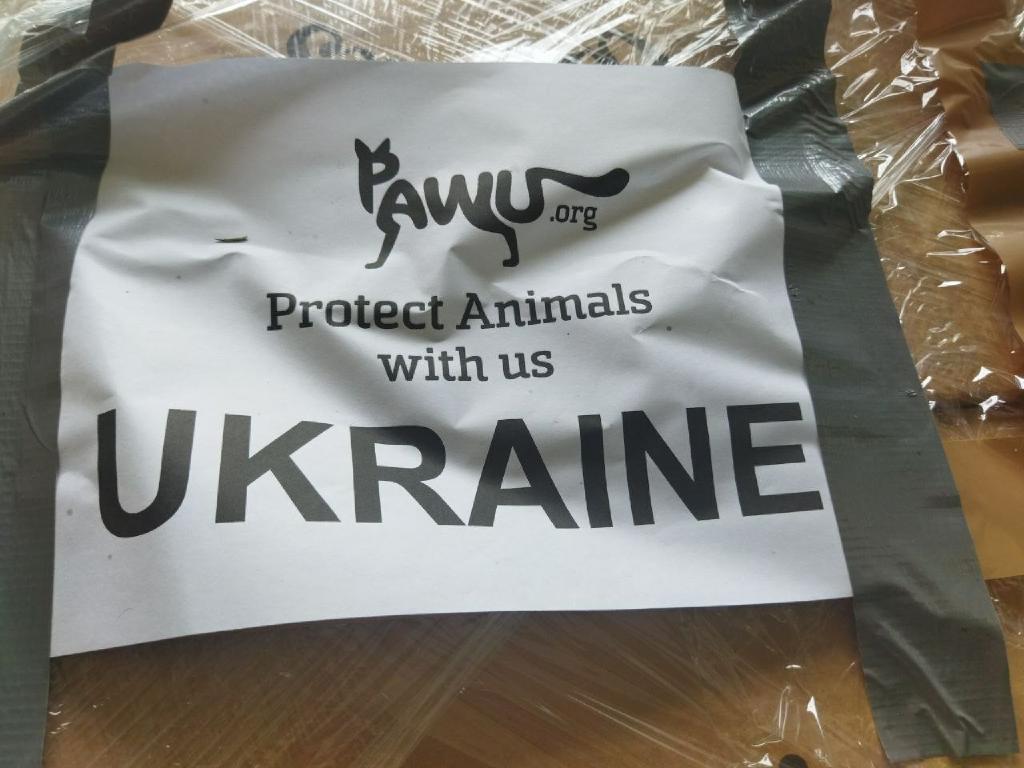 PAWU.org
Protect Animals
with us
UKRAINE